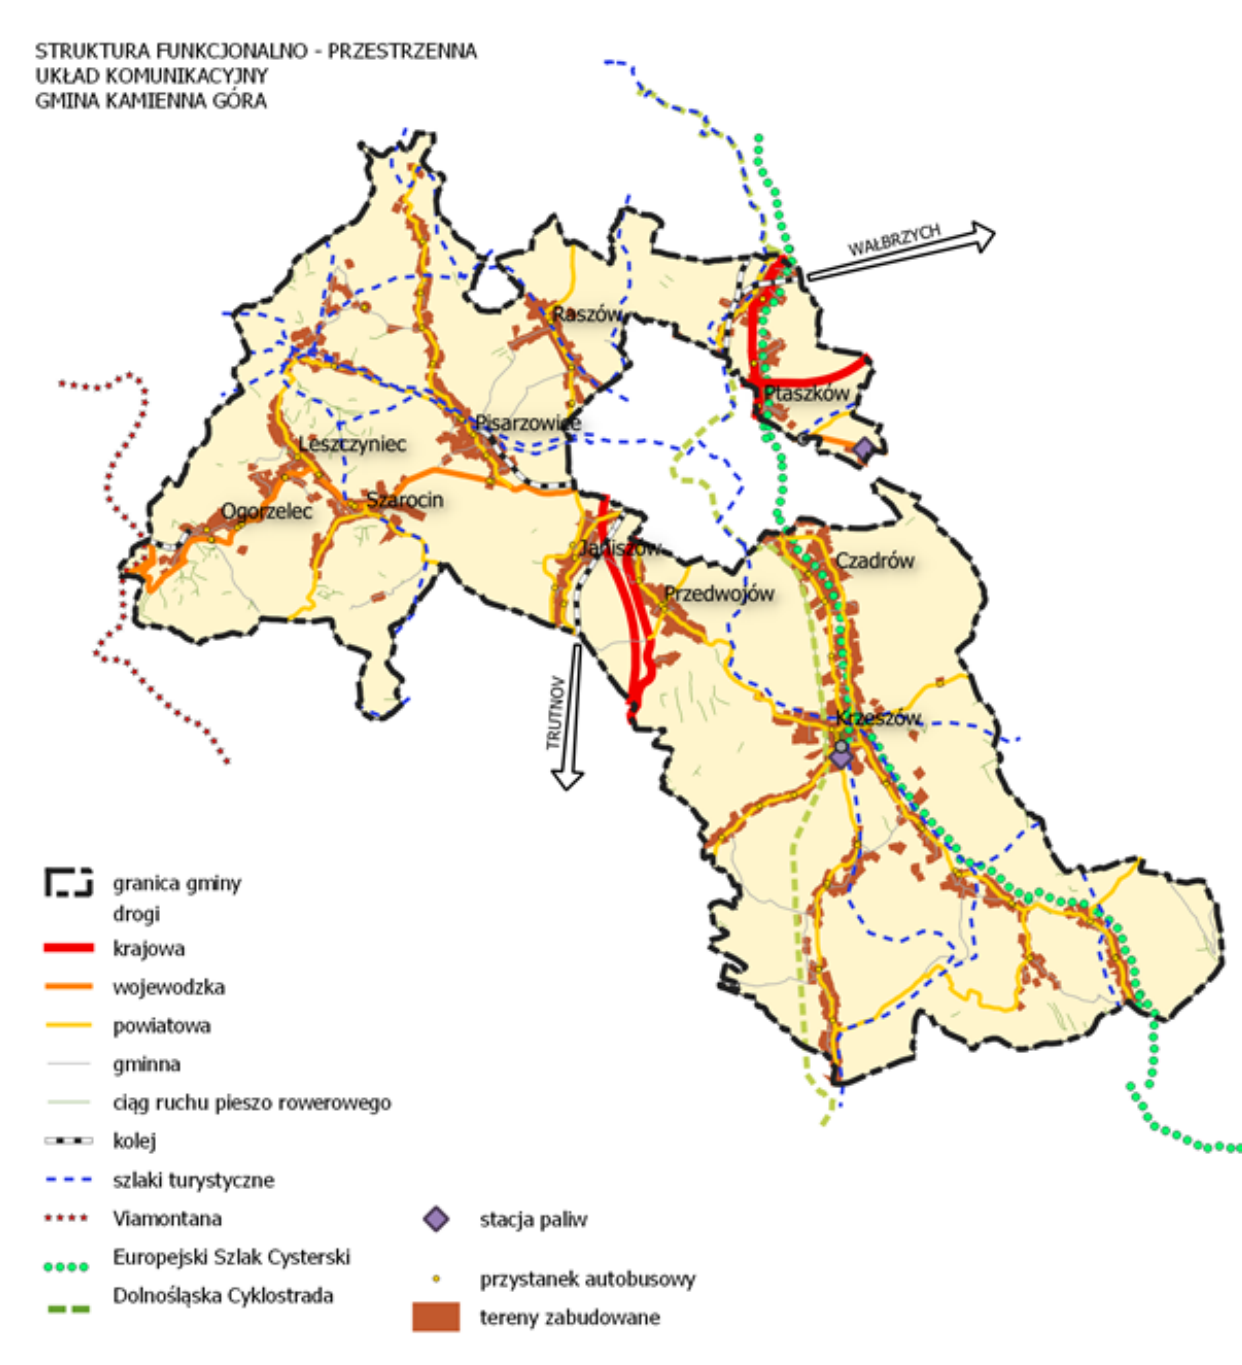 STRUKTURA FUNKCJONALNO - PRZESTRZENNA
UKŁAD KOMUNIKACYJNY
GMINA KAMIENNA GÓRA
WAŁBRZYCH
Raszów
Ptaszków
Pisarzowice
Leszczyniec
Szarocin
Ogorzelec
Janiszów
Czadrów
Przedwojów
TRUTNOV
Krzeszów
granica gminy
drogi
krajowa
wojewodzka
powiatowa
gminna
ciąg ruchu pieszo rowerowego
kolej
szlaki turystyczne
Viamontana
Europejski Szlak Cysterski
Dolnośląska Cyklostrada
stacja paliw
przystanek autobusowy
tereny zabudowane